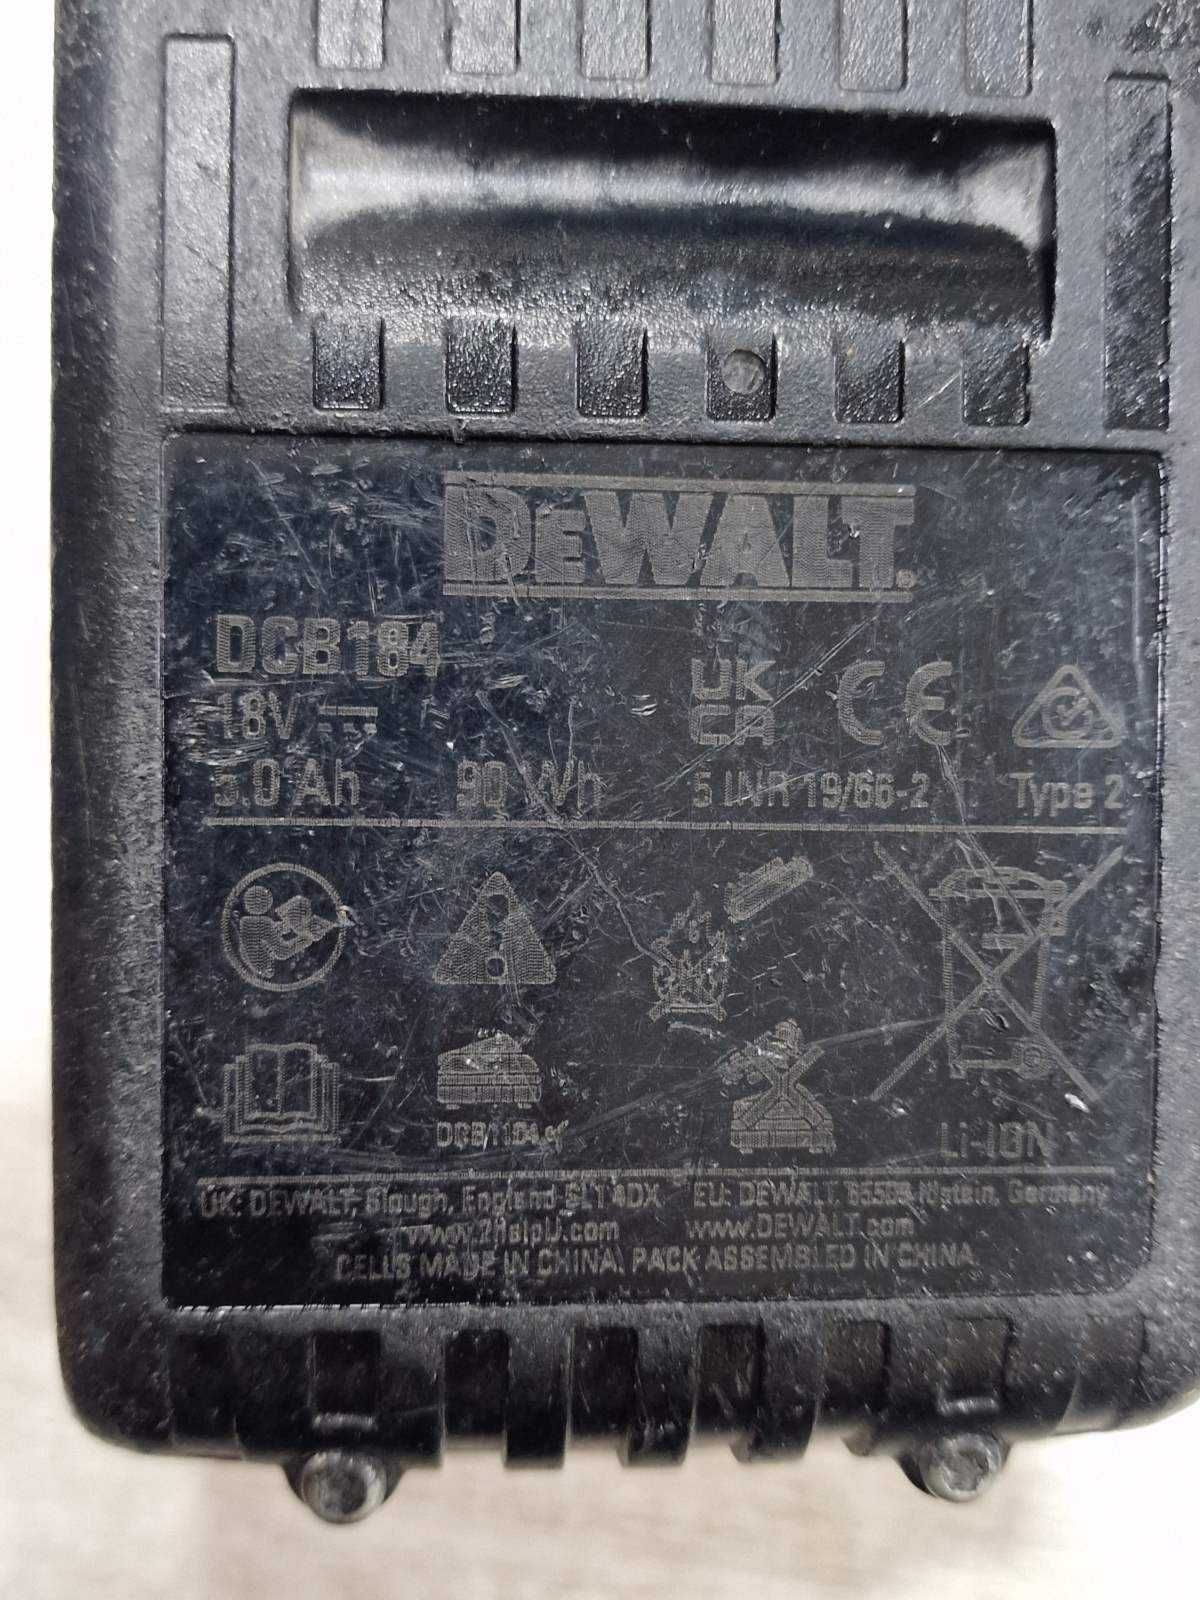 DEWALT®
DCB184
18V
5.0 Ah 90 Wh 5 INR 19/66-2 Type 2
UK CA CE
DCB1104
Li-ION
UK: DEWALT, Slough, England SL1 4DX EU: DEWALT, 65504 Idstein, Germany
www.2helpU.com www.DEWALT.com
CELLS MADE IN CHINA. PACK ASSEMBLED IN CHINA